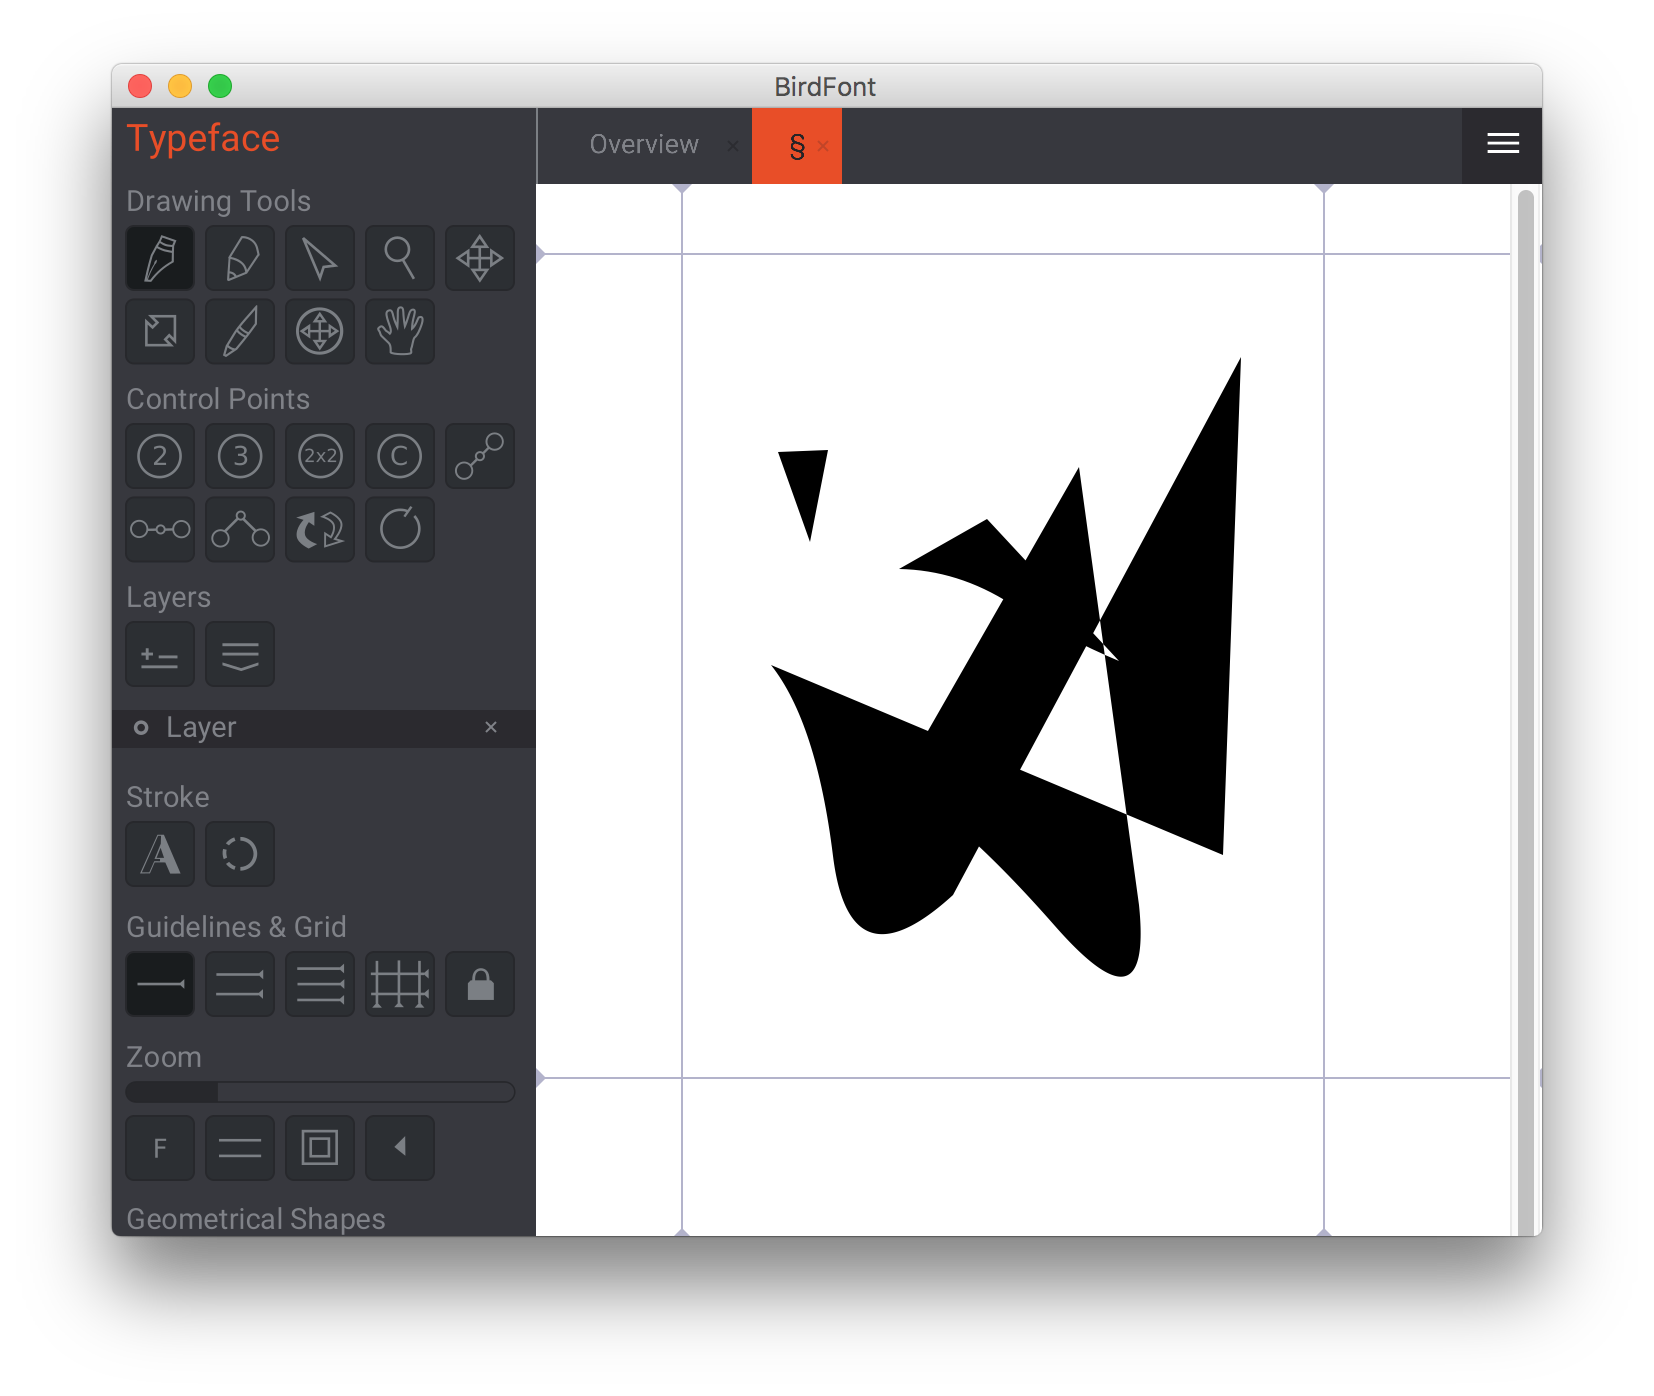 BirdFont
Typeface
Overview × § ×
Drawing Tools
Control Points
2 3 2x2 C
Layers
Layer ×
Stroke
A
Guidelines & Grid
Zoom
F
Geometrical Shapes